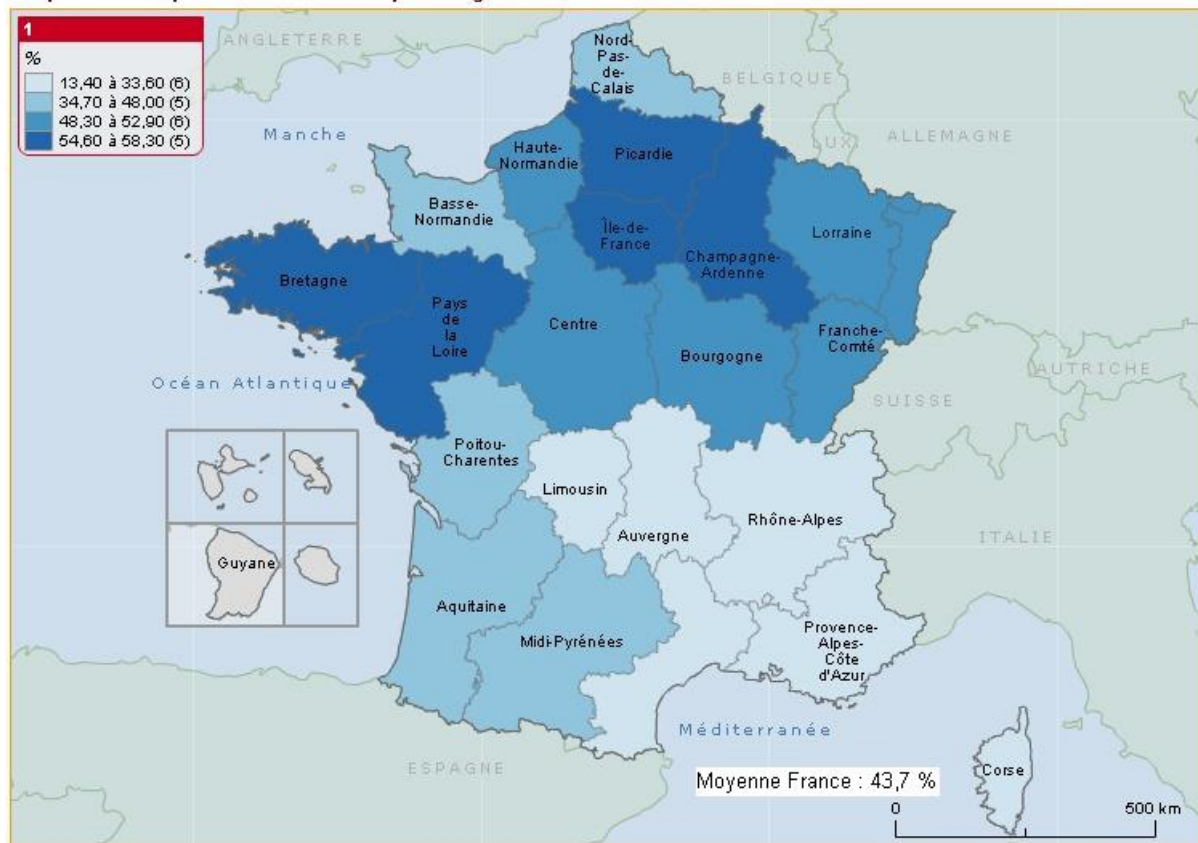 1
%
13,40 à 33,60 (6)
34,70 à 48,00 (5)
48,30 à 52,90 (6)
54,60 à 58,30 (5)
ANGLETERRE
Nord-
Pas-
de-
Calais
BELGIQUE
UX
ALLEMAGNE
Manche
Haute-
Normandie
Picardie
Basse-
Normandie
Île-de-
France
Lorraine
Champagne-
Ardenne
Bretagne
Pays
de
la
Loire
Centre
Bourgogne
Franche-
Comté
AUTRICHE
SUISSE
Océan Atlantique
Poitou-
Charentes
Limousin
Auvergne
Rhône-Alpes
ITALIE
Guyane
Aquitaine
Midi-Pyrénées
Provence-
Alpes-
Côte
d'Azur
Méditerranée
ESPAGNE
Corse
Moyenne France : 43,7 %
0
500 km